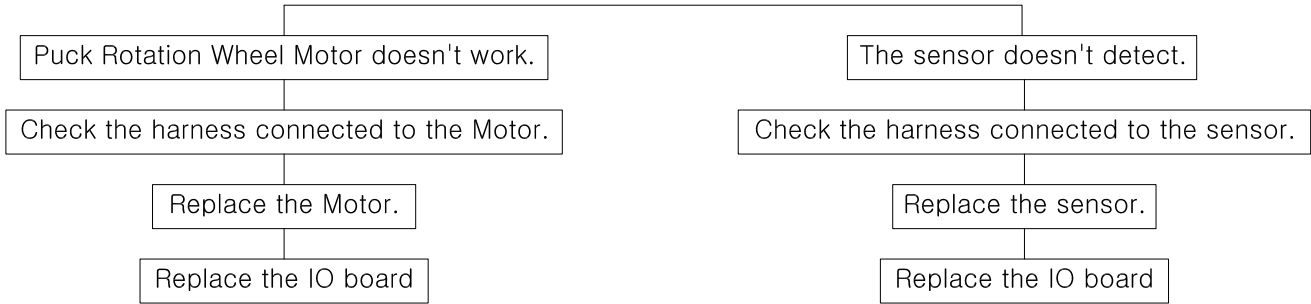 Puck Rotation Wheel Motor doesn't work.
Check the harness connected to the Motor.
Replace the Motor.
Replace the IO board
The sensor doesn't detect.
Check the harness connected to the sensor.
Replace the sensor.
Replace the IO board